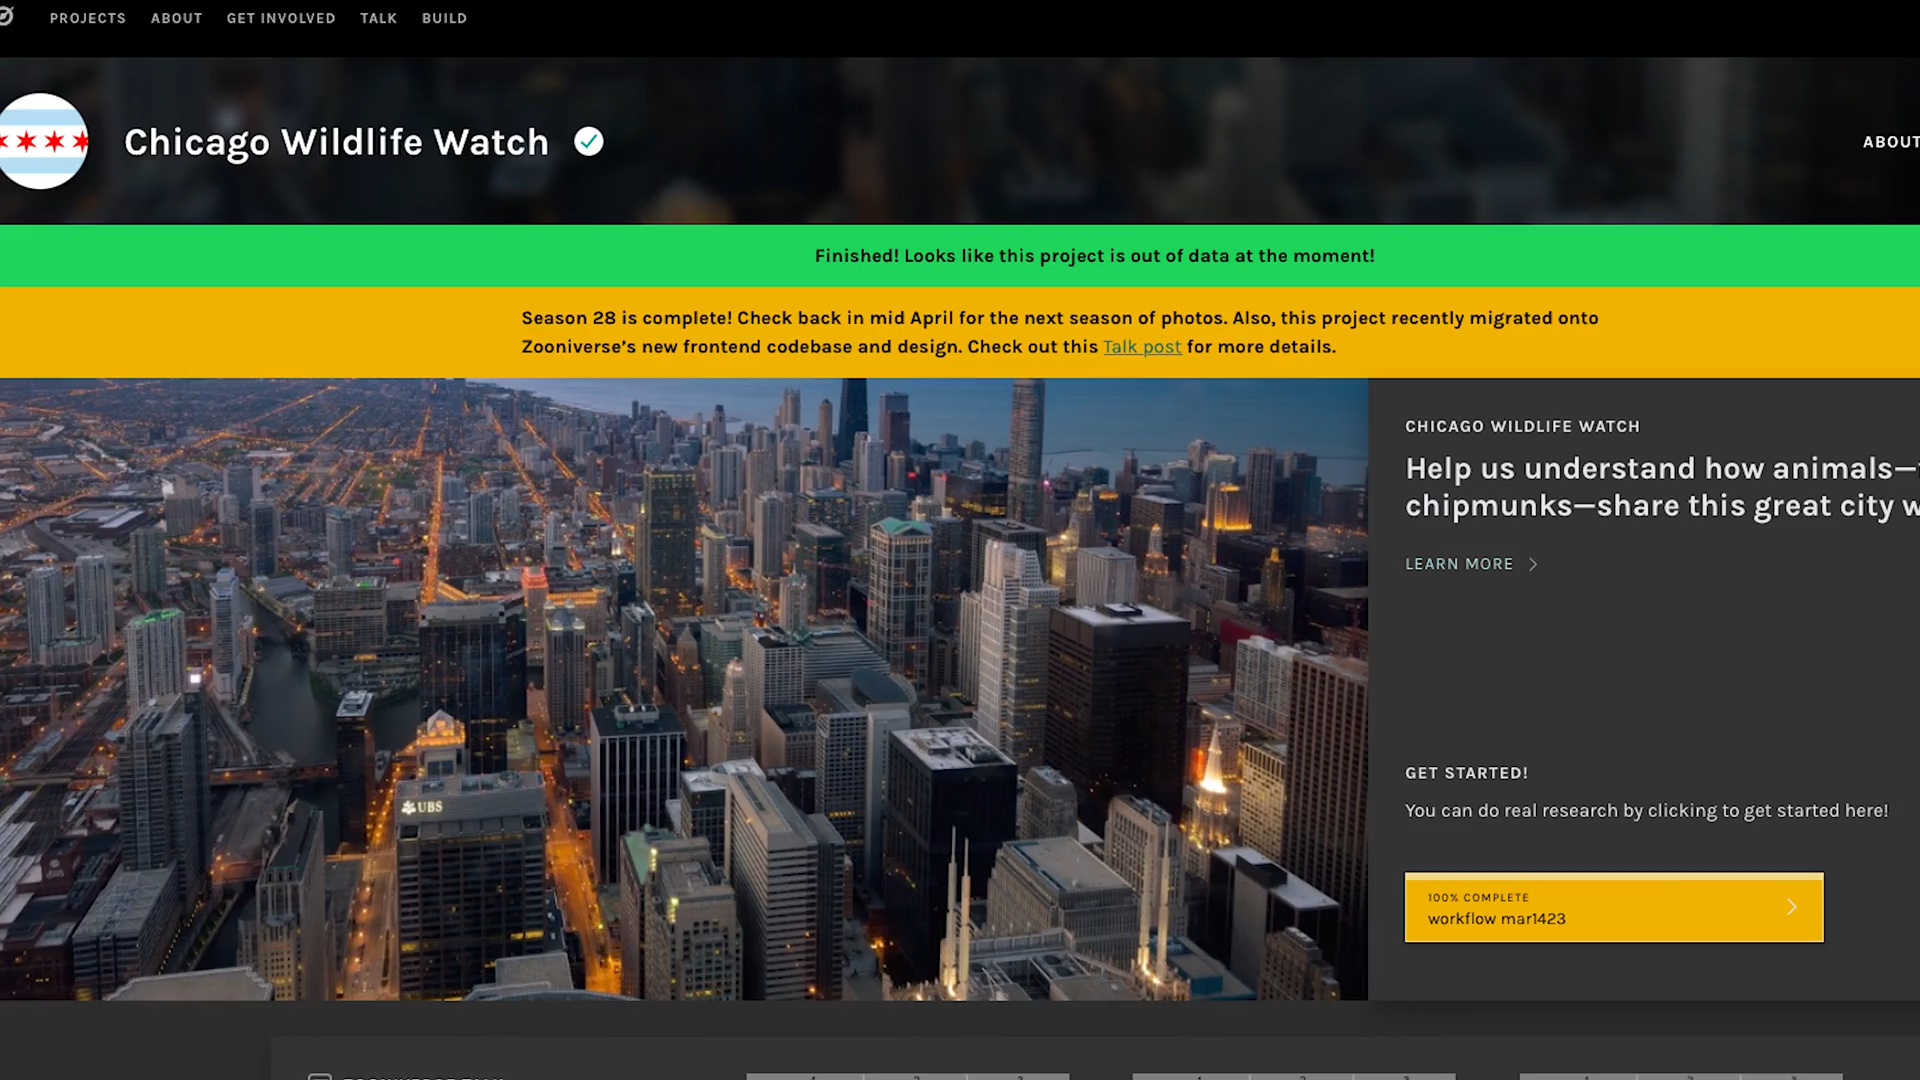 PROJECTS ABOUT GET INVOLVED TALK BUILD
Chicago Wildlife Watch
ABOUT
Finished! Looks like this project is out of data at the moment!
Season 28 is complete! Check back in mid April for the next season of photos. Also, this project recently migrated onto
Zooniverse's new frontend codebase and design. Check out this Talk post for more details.
UBS
CHICAGO WILDLIFE WATCH
Help us understand how animals—
chipmunks—share this great city w
LEARN MORE
GET STARTED!
You can do real research by clicking to get started here!
100% COMPLETE
workflow mar1423